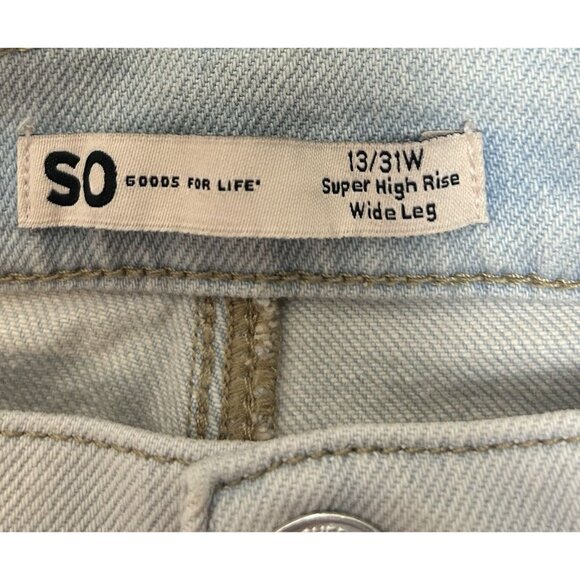 SO GOODS FOR LIFE®
13/31W
Super High Rise
Wide Leg